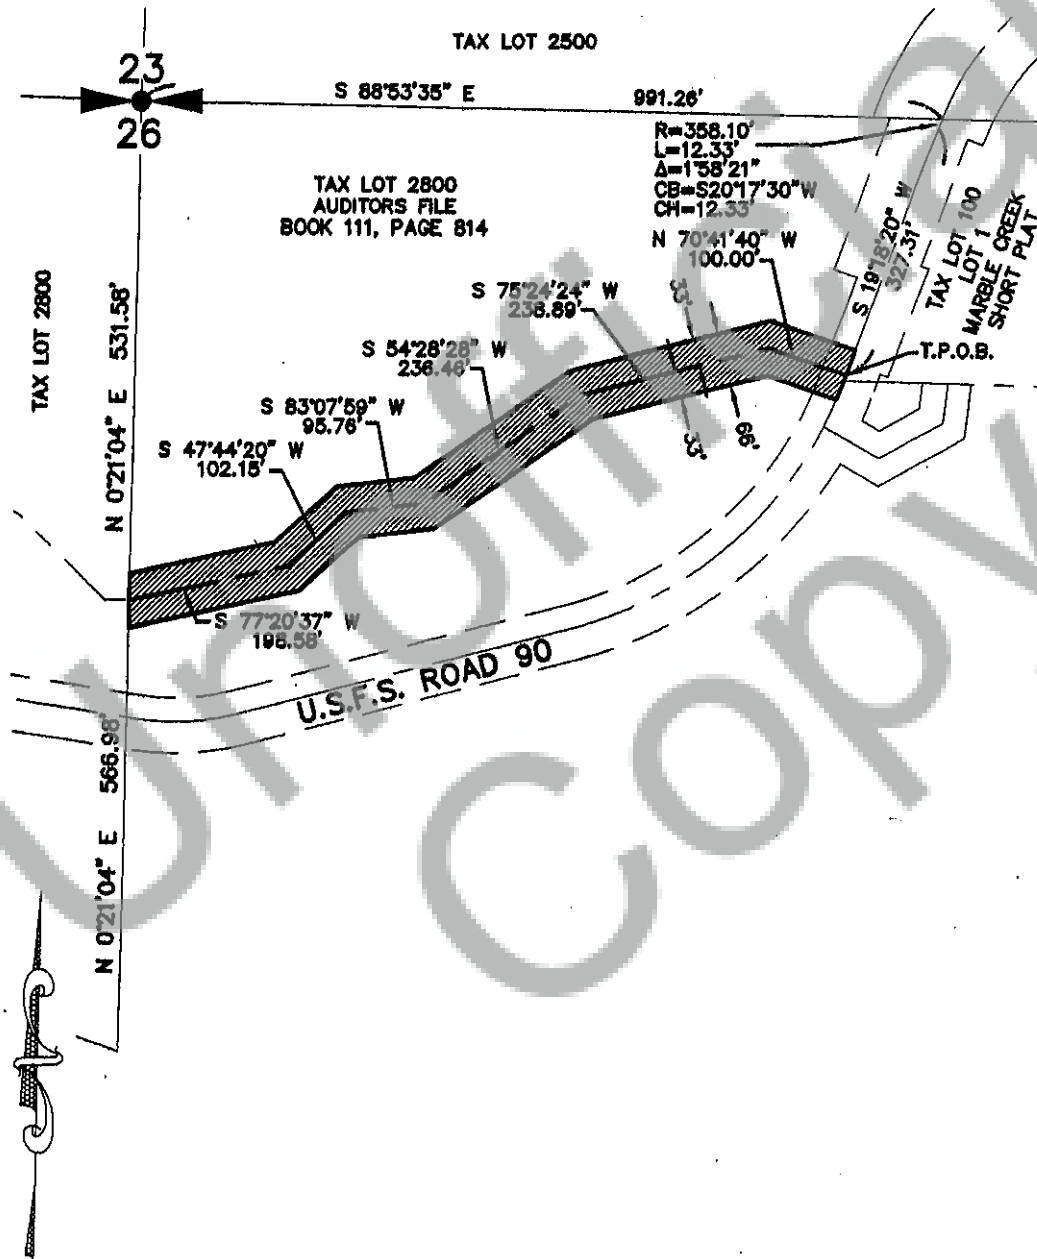 TAX LOT 2500
23
S 88°53'35" E
991.26'
26
R=358.10'
L=12.33'
Δ=1°58'21"
CB=S20°17'30"W
CH=12.33'
TAX LOT 2800
AUDITORS FILE
BOOK 111, PAGE 814
N 70°41'40" W
100.00'
S 19°18'20" W
327.31'
TAX LOT 100
LOT 1
MARBLE CREEK
SHORT PLAT
TAX LOT 2800
N 0°21'04" E 531.58'
S 75°24'24" W
238.89'
33'
S 54°28'28" W
236.46'
T.P.O.B.
S 83°07'59" W
95.76'
66'
33'
S 47°44'20" W
102.15'
S 77°20'37" W
198.58'
U.S.F.S. ROAD 90
N 0°21'04" E 566.98'
Unofficial
Copy